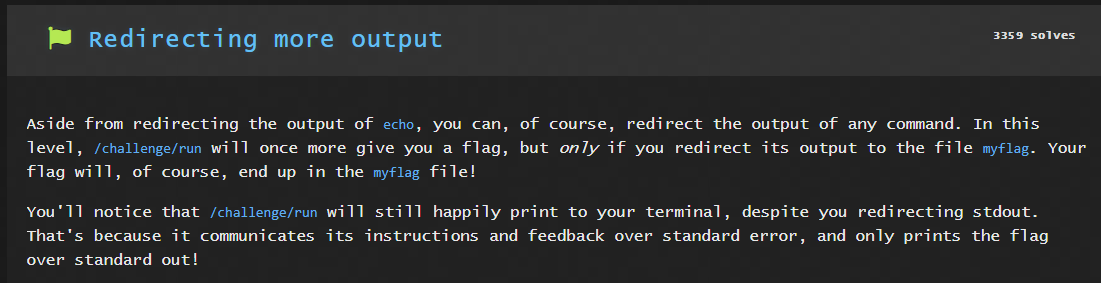 Redirecting more output
3359 solves
Aside from redirecting the output of echo, you can, of course, redirect the output of any command. In this
level, /challenge/run will once more give you a flag, but only if you redirect its output to the file myflag. Your
flag will, of course, end up in the myflag file!
You'll notice that /challenge/run will still happily print to your terminal, despite you redirecting stdout.
That's because it communicates its instructions and feedback over standard error, and only prints the flag
over standard out!